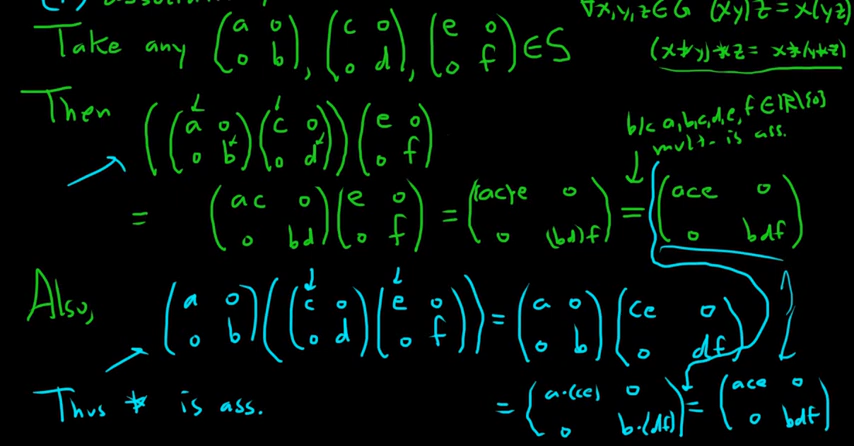 ∀x,y,z∈G (xy)z = x(yz)
Take any (a 0; 0 b), (c 0; 0 d), (e 0; 0 f) ∈ S
(x*y)*z = x*(y*z)
Then ((a 0; 0 b)(c 0; 0 d))(e 0; 0 f)
b/c a,b,c,d,e,f ∈ ℝ\{0}
mult. is ass.
= (ac 0; 0 bd)(e 0; 0 f) = ((ac)e 0; 0 (bd)f) = (ace 0; 0 bdf)
Also, (a 0; 0 b)((c 0; 0 d)(e 0; 0 f)) = (a 0; 0 b)(ce 0; 0 df)
Thus * is ass.
= (a·(ce) 0; 0 b·(df)) = (ace 0; 0 bdf)